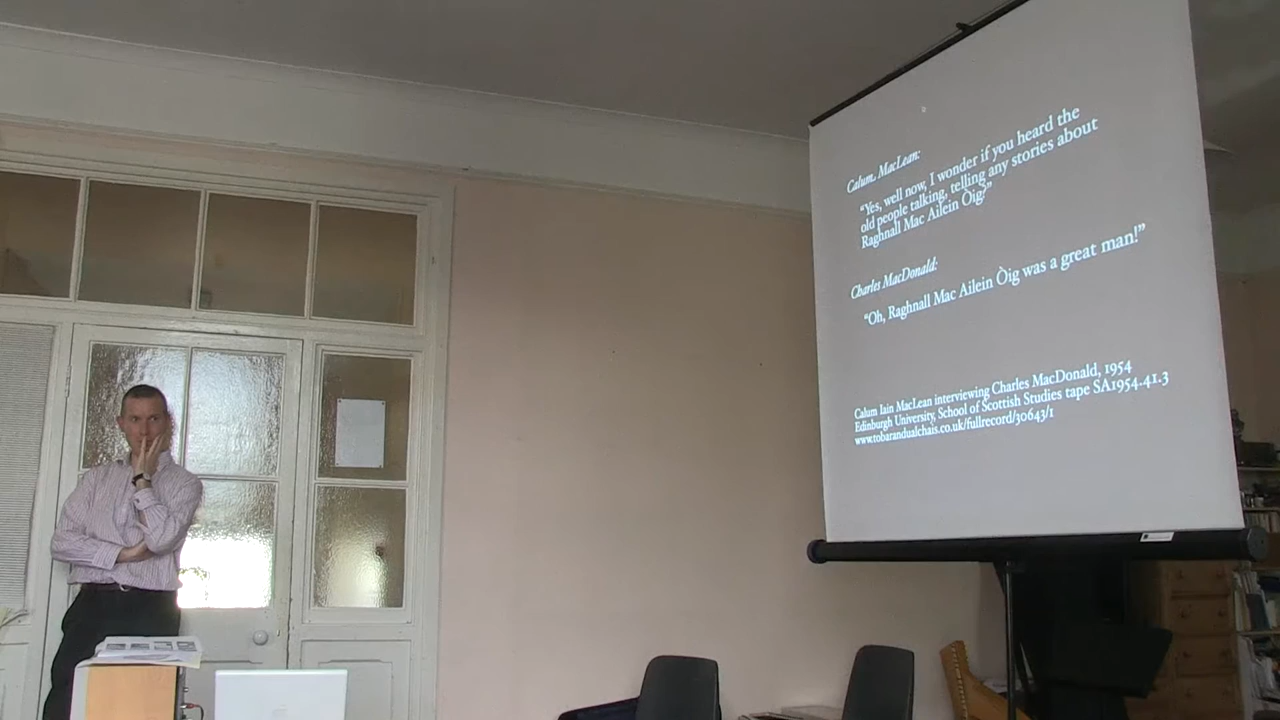 Calum MacLean:
“Yes, well now, I wonder if you heard the
old people talking, telling any stories about
Raghnall Mac Ailein Òig?”
Charles MacDonald:
“Oh, Raghnall Mac Ailein Òig was a great man!”
Calum Iain MacLean interviewing Charles MacDonald, 1954
Edinburgh University, School of Scottish Studies tape SA1954.41.3
www.tobarandualchais.co.uk/fullrecord/30643/1